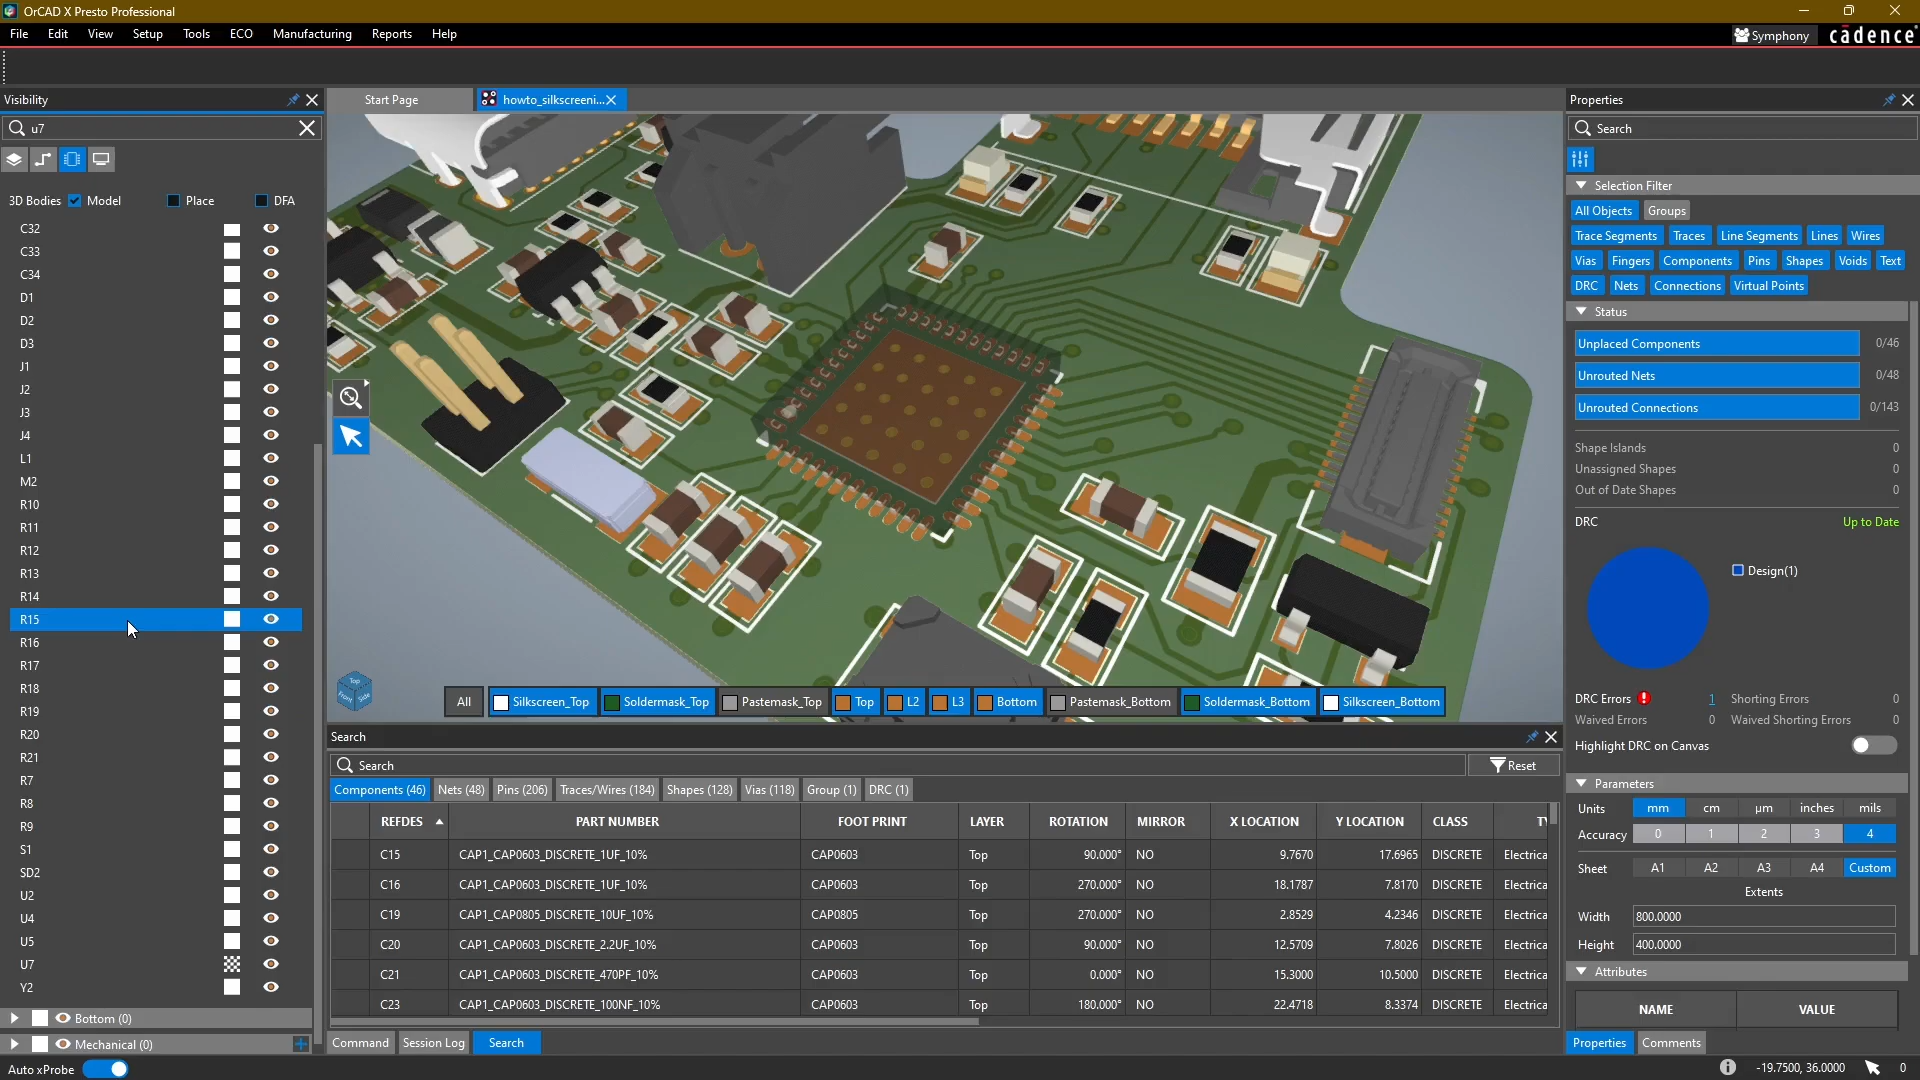 OrCAD X Presto Professional
File Edit View Setup Tools ECO Manufacturing Reports Help
Symphony
cādence
Visibility
u7
3D Bodies Model Place DFA
C32
C33
C34
D1
D2
D3
J1
J2
J3
J4
L1
M2
R10
R11
R12
R13
R14
R15
R16
R17
R18
R19
R20
R21
R7
R8
R9
S1
SD2
U2
U4
U5
U7
Y2
Bottom (0)
Mechanical (0)
Auto xProbe
Start Page
howto_silkscreeni...
Top
Front
Side
All Silkscreen_Top Soldermask_Top Pastemask_Top Top L2 L3 Bottom Pastemask_Bottom Soldermask_Bottom Silkscreen_Bottom
Search
Search
Reset
Components (46) Nets (48) Pins (206) Traces/Wires (184) Shapes (128) Vias (118) Group (1) DRC (1)
REFDES PART NUMBER FOOT PRINT LAYER ROTATION MIRROR X LOCATION Y LOCATION CLASS TY
C15 CAP1_CAP0603_DISCRETE_1UF_10% CAP0603 Top 90.000° NO 9.7670 17.6965 DISCRETE Electrica
C16 CAP1_CAP0603_DISCRETE_1UF_10% CAP0603 Top 270.000° NO 18.1787 7.8170 DISCRETE Electrica
C19 CAP1_CAP0805_DISCRETE_10UF_10% CAP0805 Top 270.000° NO 2.8529 4.2346 DISCRETE Electrica
C20 CAP1_CAP0603_DISCRETE_2.2UF_10% CAP0603 Top 90.000° NO 12.5709 7.8026 DISCRETE Electrica
C21 CAP1_CAP0603_DISCRETE_470PF_10% CAP0603 Top 0.000° NO 15.3000 10.5000 DISCRETE Electrica
C23 CAP1_CAP0603_DISCRETE_100NF_10% CAP0603 Top 180.000° NO 22.4718 8.3374 DISCRETE Electrica
Command Session Log Search
Properties
Search
Selection Filter
All Objects Groups
Trace Segments Traces Line Segments Lines Wires
Vias Fingers Components Pins Shapes Voids Text
DRC Nets Connections Virtual Points
Status
Unplaced Components 0/46
Unrouted Nets 0/48
Unrouted Connections 0/143
Shape Islands 0
Unassigned Shapes 0
Out of Date Shapes 0
DRC Up to Date
Design(1)
DRC Errors 1 Shorting Errors 0
Waived Errors 0 Waived Shorting Errors 0
Highlight DRC on Canvas
Parameters
Units mm cm µm inches mils
Accuracy 0 1 2 3 4
Sheet A1 A2 A3 A4 Custom
Extents
Width 800.0000
Height 400.0000
Attributes
NAME VALUE
Properties Comments
-19.7500, 36.0000 0